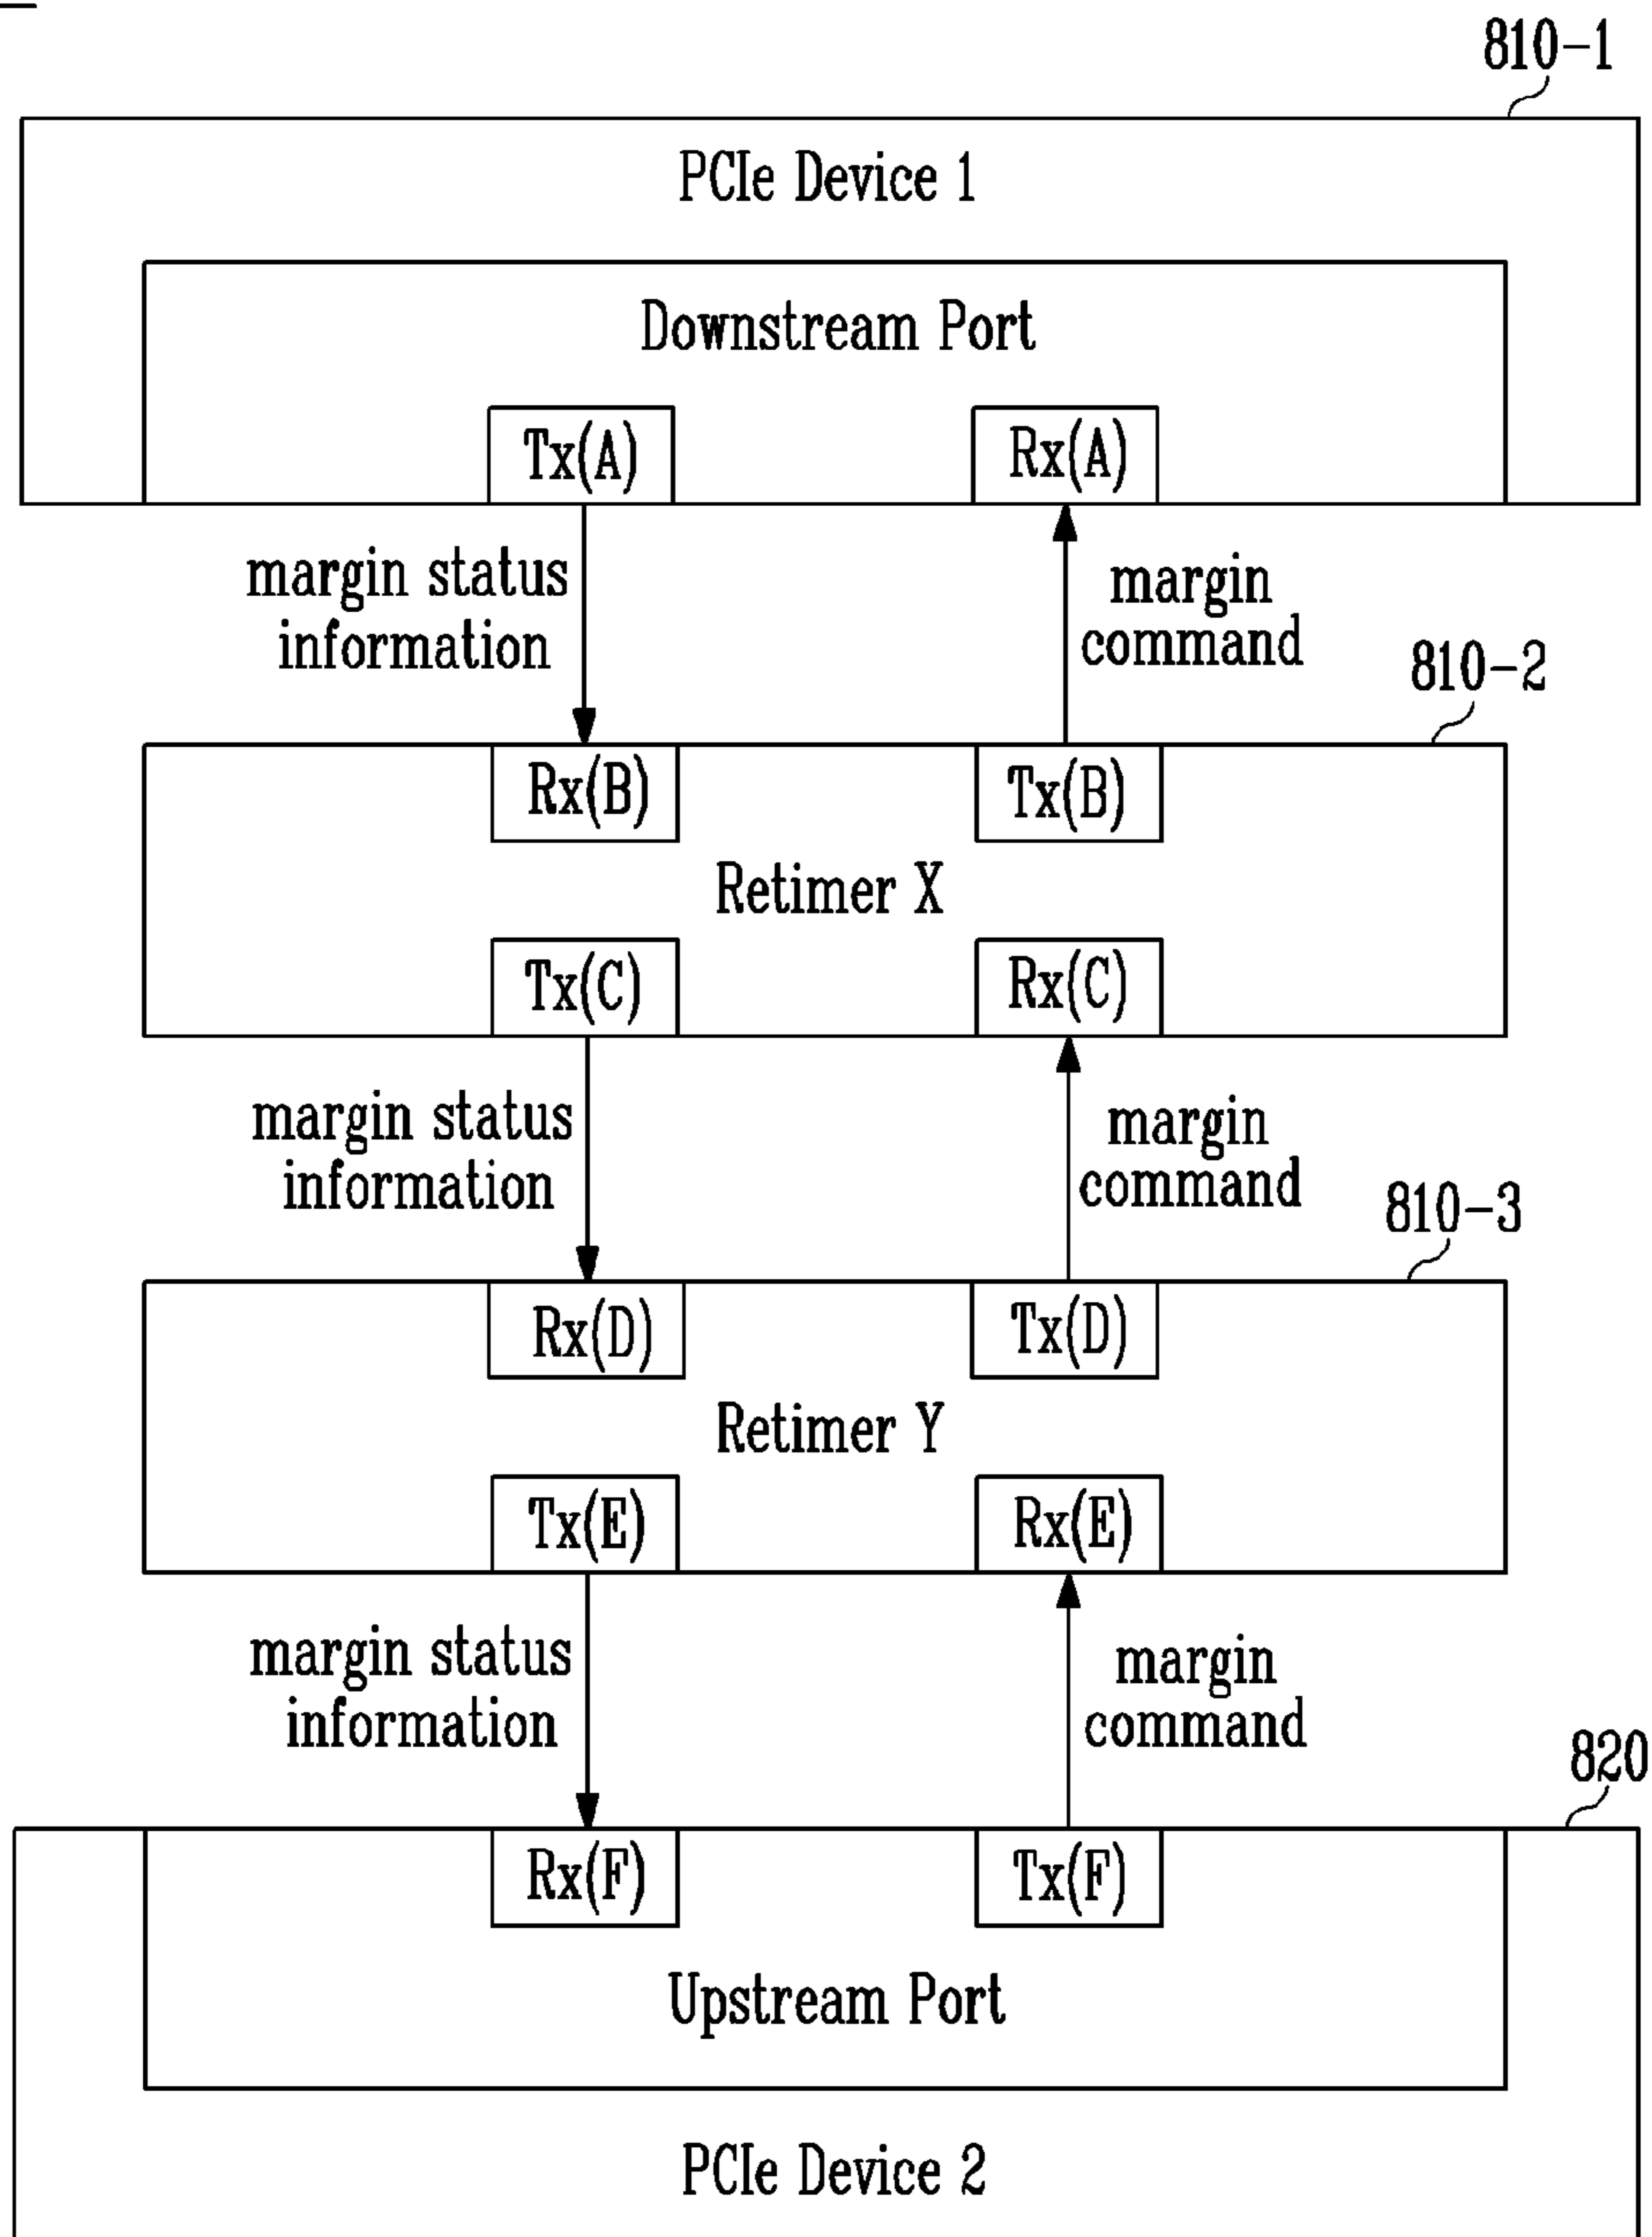 810-1
PCIe Device 1
Downstream Port
Tx(A) Rx(A)
margin status
information
margin
command
810-2
Rx(B) Tx(B)
Retimer X
Tx(C) Rx(C)
margin status
information
margin
command
810-3
Rx(D) Tx(D)
Retimer Y
Tx(E) Rx(E)
margin status
information
margin
command
820
Rx(F) Tx(F)
Upstream Port
PCIe Device 2